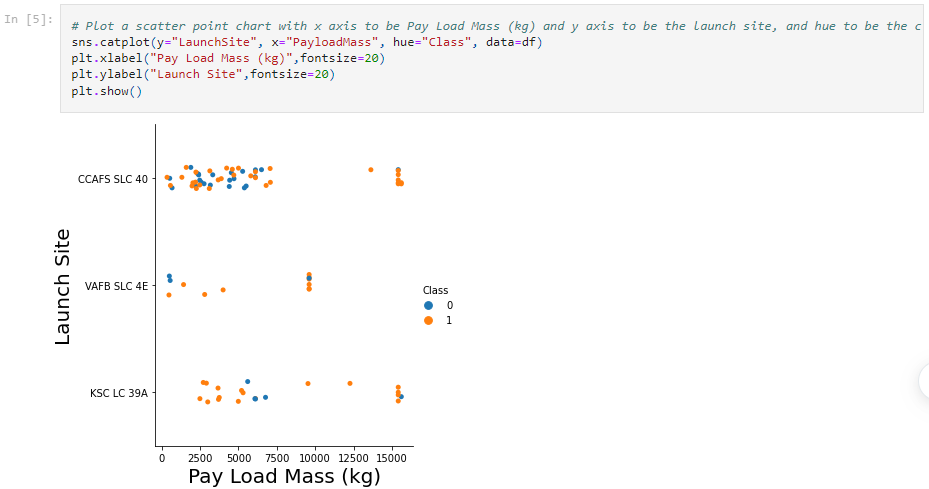 In [5]:
# Plot a scatter point chart with x axis to be Pay Load Mass (kg) and y axis to be the launch site, and hue to be the c
sns.catplot(y="LaunchSite", x="PayloadMass", hue="Class", data=df)
plt.xlabel("Pay Load Mass (kg)",fontsize=20)
plt.ylabel("Launch Site",fontsize=20)
plt.show()
CCAFS SLC 40
VAFB SLC 4E
KSC LC 39A
Launch Site
Class
0
1
0 2500 5000 7500 10000 12500 15000
Pay Load Mass (kg)